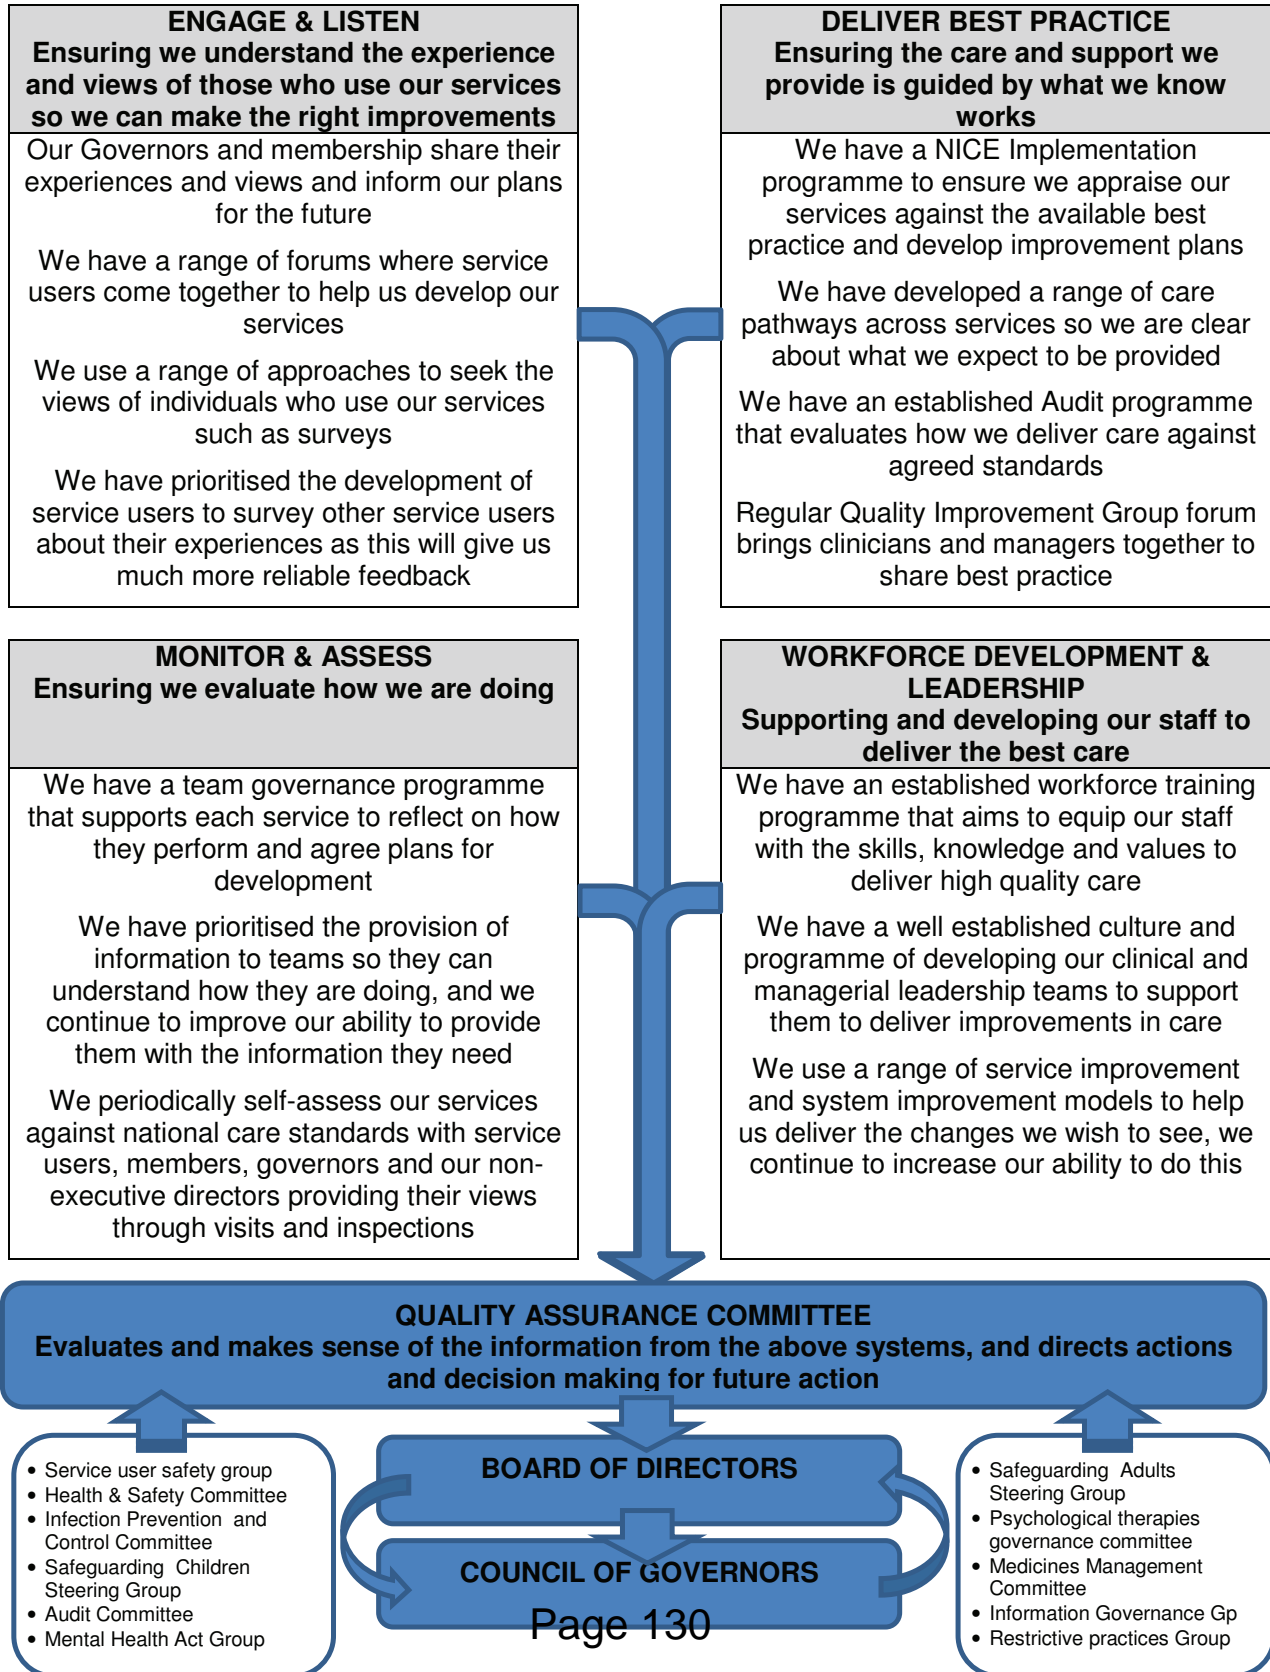 ENGAGE & LISTEN
Ensuring we understand the experience
and views of those who use our services
so we can make the right improvements
Our Governors and membership share their
experiences and views and inform our plans
for the future
We have a range of forums where service
users come together to help us develop our
services
We use a range of approaches to seek the
views of individuals who use our services
such as surveys
We have prioritised the development of
service users to survey other service users
about their experiences as this will give us
much more reliable feedback
DELIVER BEST PRACTICE
Ensuring the care and support we
provide is guided by what we know
works
We have a NICE Implementation
programme to ensure we appraise our
services against the available best
practice and develop improvement plans
We have developed a range of care
pathways across services so we are clear
about what we expect to be provided
We have an established Audit programme
that evaluates how we deliver care against
agreed standards
Regular Quality Improvement Group forum
brings clinicians and managers together to
share best practice
MONITOR & ASSESS
Ensuring we evaluate how we are doing
We have a team governance programme
that supports each service to reflect on how
they perform and agree plans for
development
We have prioritised the provision of
information to teams so they can
understand how they are doing, and we
continue to improve our ability to provide
them with the information they need
We periodically self-assess our services
against national care standards with service
users, members, governors and our non-
executive directors providing their views
through visits and inspections
WORKFORCE DEVELOPMENT &
LEADERSHIP
Supporting and developing our staff to
deliver the best care
We have an established workforce training
programme that aims to equip our staff
with the skills, knowledge and values to
deliver high quality care
We have a well established culture and
programme of developing our clinical and
managerial leadership teams to support
them to deliver improvements in care
We use a range of service improvement
and system improvement models to help
us deliver the changes we wish to see, we
continue to increase our ability to do this
QUALITY ASSURANCE COMMITTEE
Evaluates and makes sense of the information from the above systems, and directs actions
and decision making for future action
• Service user safety group
• Health & Safety Committee
• Infection Prevention and
Control Committee
• Safeguarding Children
Steering Group
• Audit Committee
• Mental Health Act Group
BOARD OF DIRECTORS
COUNCIL OF GOVERNORS
• Safeguarding Adults
Steering Group
• Psychological therapies
governance committee
• Medicines Management
Committee
• Information Governance Gp
• Restrictive practices Group
Page 130